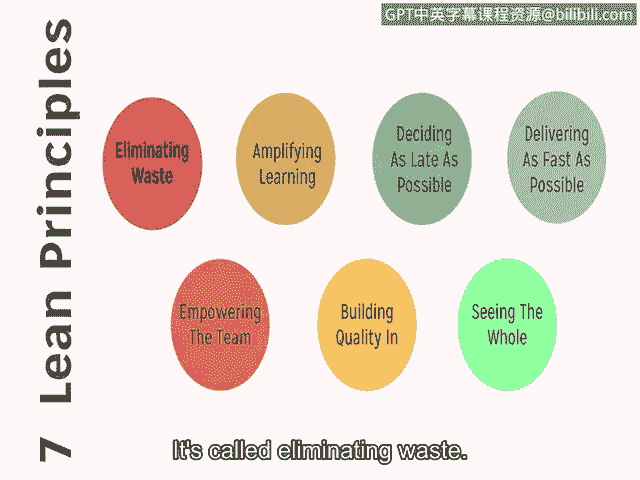 GPT中英字幕课程资源@bilibili.com
7 Lean Principles
Eliminating
Waste
Amplifying
Learning
Deciding
As Late As
Possible
Delivering
As Fast As
Possible
Empowering
The Team
Building
Quality In
Seeing The
Whole
It's called eliminating waste.